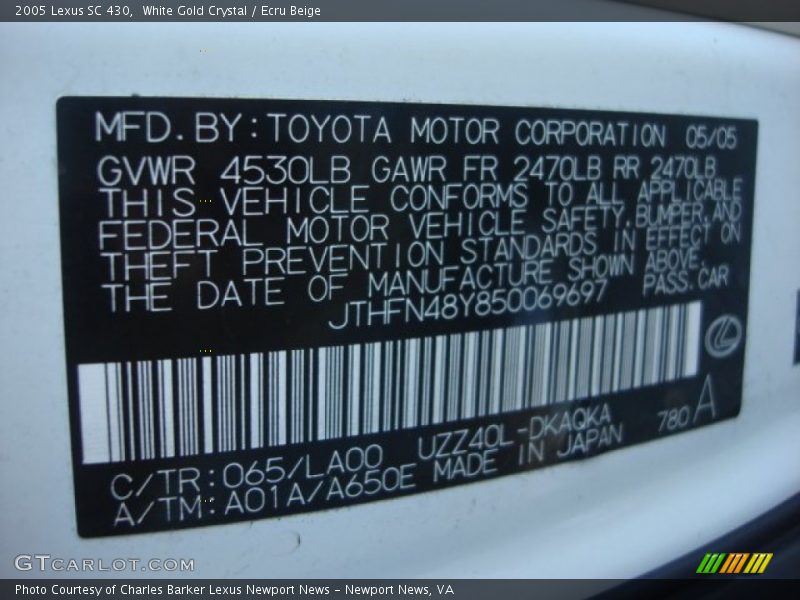 2005 Lexus SC 430,  White Gold Crystal / Ecru Beige
MFD. BY: TOYOTA MOTOR CORPORATION 05/05
GVWR 4530LB GAWR FR 2470LB RR 2470LB
THIS VEHICLE CONFORMS TO ALL APPLICABLE
FEDERAL MOTOR VEHICLE SAFETY, BUMPER, AND
THEFT PREVENTION STANDARDS IN EFFECT ON
THE DATE OF MANUFACTURE SHOWN ABOVE.
JTHFN48Y850069697 PASS. CAR
C/TR: 065/LA00 UZZ40L-DKAQKA 780 A
A/TM: A01A/A650E MADE IN JAPAN
GTCARLOT.COM
Photo Courtesy of Charles Barker Lexus Newport News – Newport News, VA